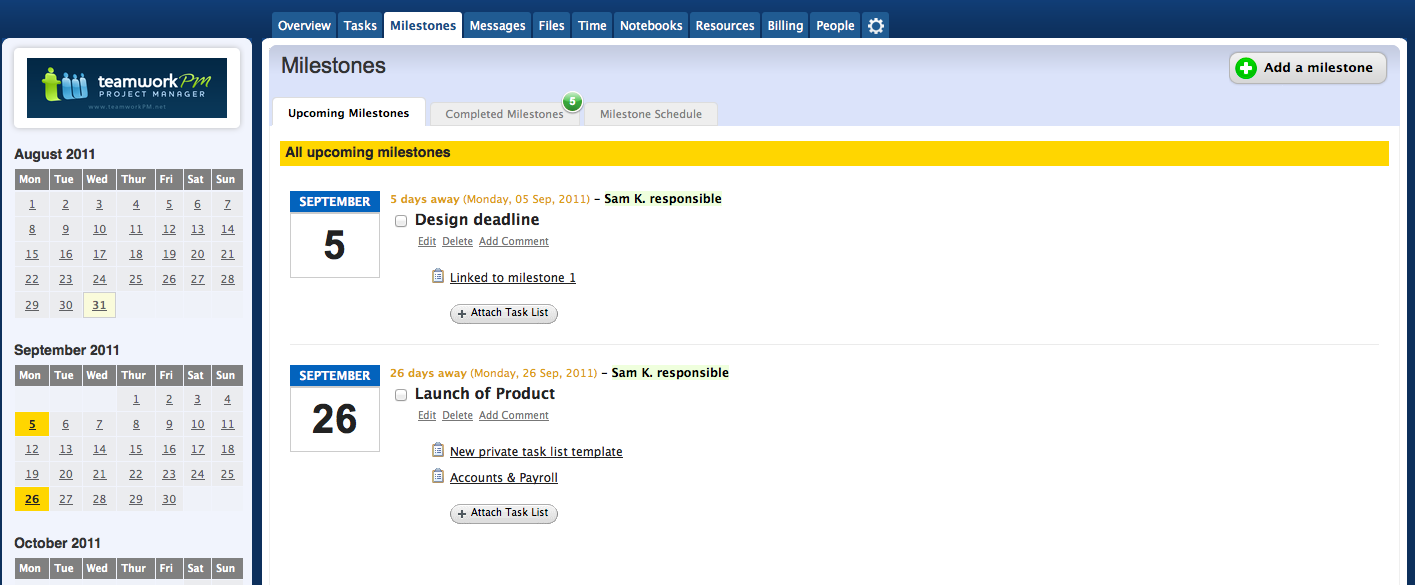 Overview Tasks Milestones Messages Files Time Notebooks Resources Billing People
teamworkPM
PROJECT MANAGER
www.teamworkPM.net
August 2011
Mon Tue Wed Thur Fri Sat Sun
1 2 3 4 5 6 7
8 9 10 11 12 13 14
15 16 17 18 19 20 21
22 23 24 25 26 27 28
29 30 31
September 2011
Mon Tue Wed Thur Fri Sat Sun
1 2 3 4
5 6 7 8 9 10 11
12 13 14 15 16 17 18
19 20 21 22 23 24 25
26 27 28 29 30
October 2011
Mon Tue Wed Thur Fri Sat Sun
Milestones
Add a milestone
Upcoming Milestones Completed Milestones 5 Milestone Schedule
All upcoming milestones
SEPTEMBER
5
5 days away (Monday, 05 Sep, 2011) – Sam K. responsible
Design deadline
Edit Delete Add Comment
Linked to milestone 1
+ Attach Task List
SEPTEMBER
26
26 days away (Monday, 26 Sep, 2011) – Sam K. responsible
Launch of Product
Edit Delete Add Comment
New private task list template
Accounts & Payroll
+ Attach Task List